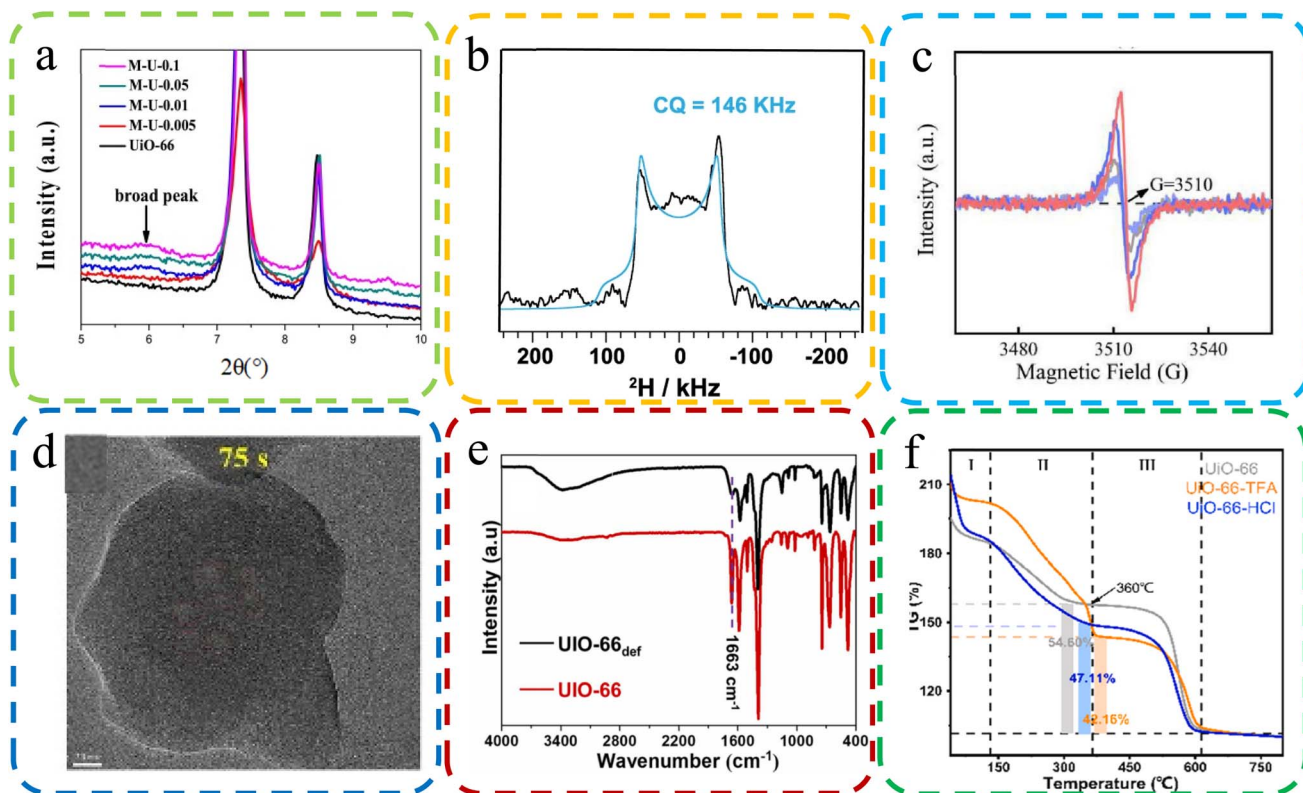 a
M-U-0.1
M-U-0.05
M-U-0.01
M-U-0.005
UiO-66
broad peak
Intensity (a.u.)
5 6 7 8 9 10
2θ(°)
b
CQ = 146 KHz
200 100 0 -100 -200
²H / kHz
c
Intensity (a.u.)
G=3510
3480 3510 3540
Magnetic Field (G)
d
75 s
e
Intensity (a.u)
UIO-66def
UIO-66
1663 cm⁻¹
4000 3400 2800 2200 1600 1000 400
Wavenumber (cm⁻¹)
f
I II III
UiO-66
UiO-66-TFA
UiO-66-HCl
210
180
150
120
TG (%)
360℃
54.60%
47.11%
42.16%
150 300 450 600 750
Temperature (℃)